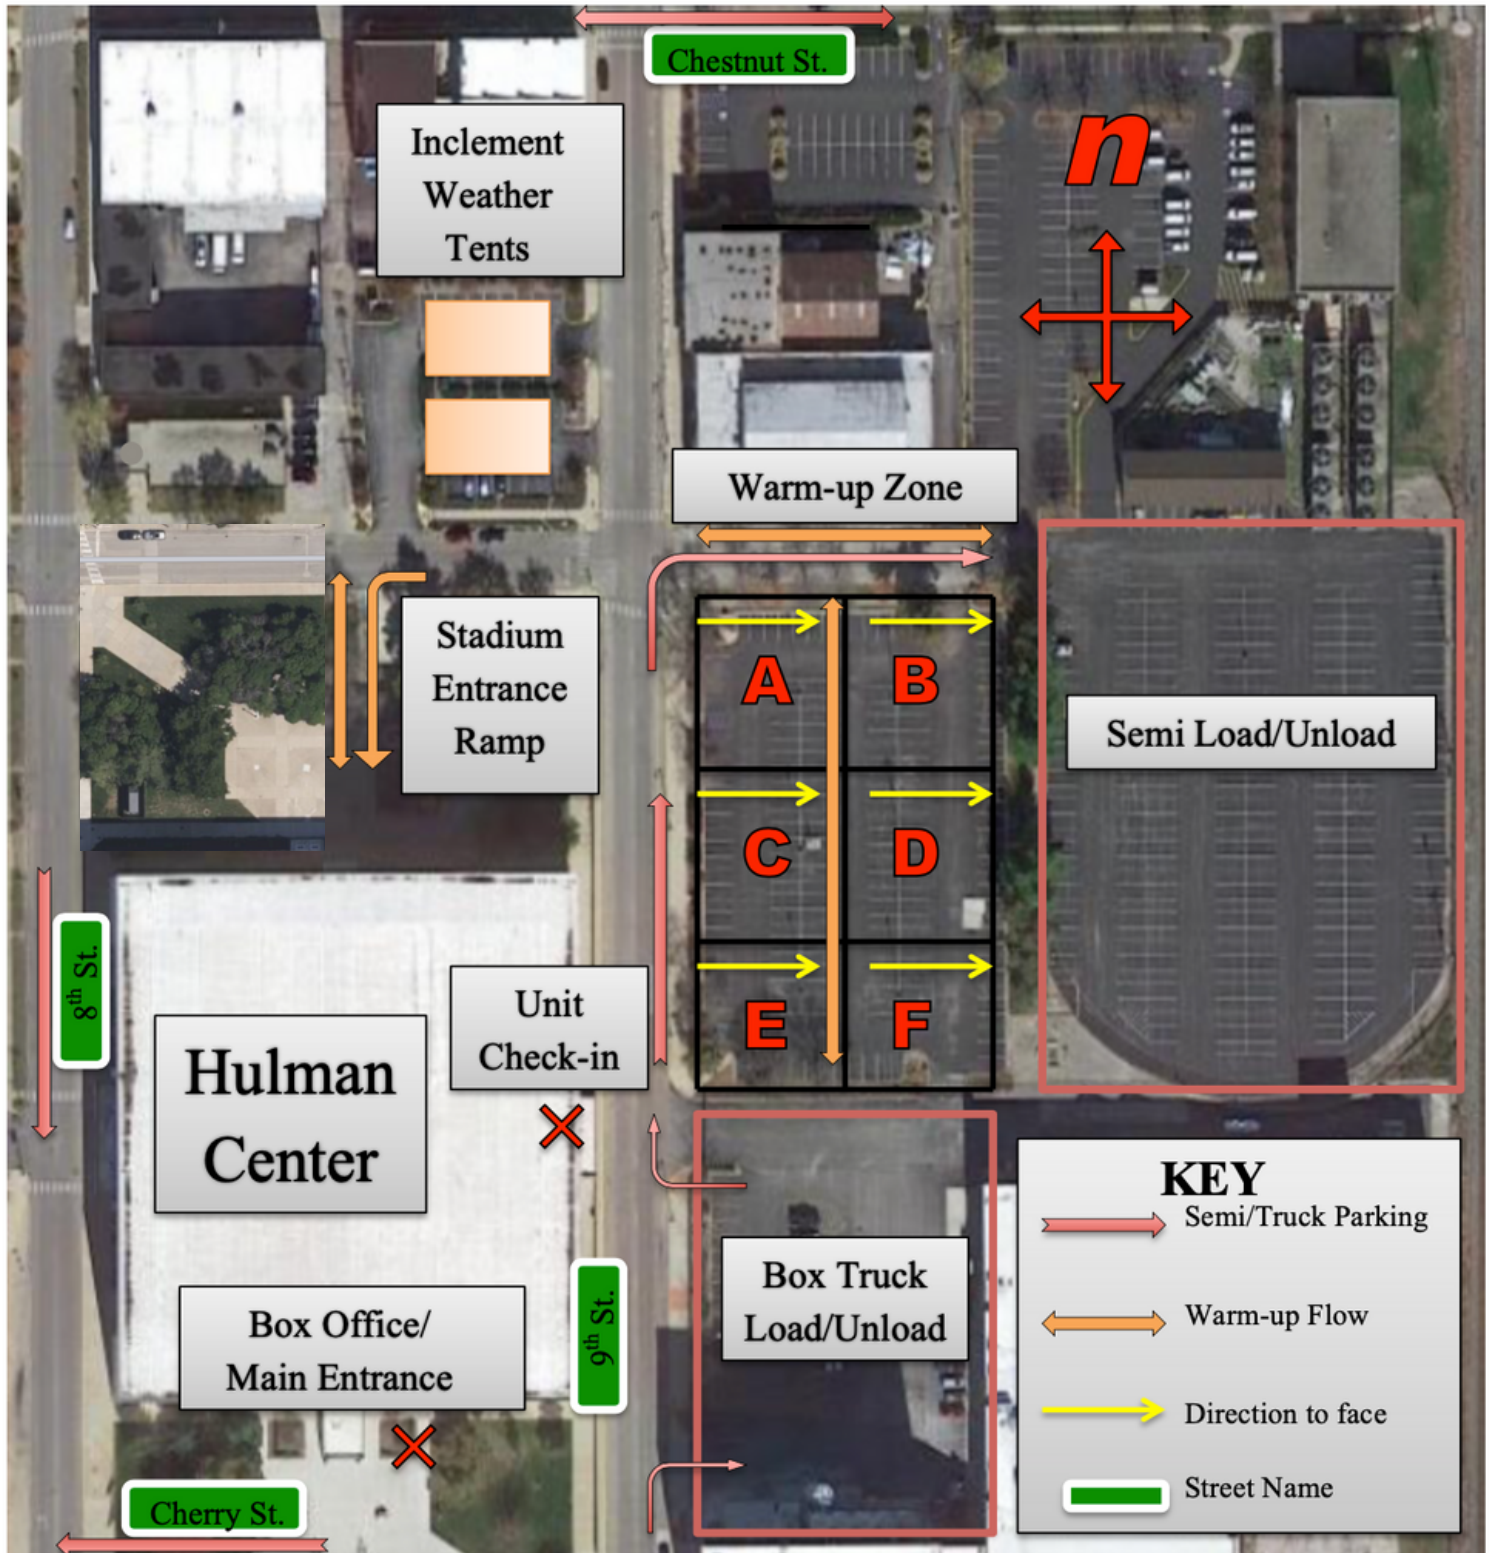 Chestnut St.
Inclement
Weather
Tents
n
Warm-up Zone
Stadium
Entrance
Ramp
A
B
Semi Load/Unload
C
D
8th St.
Unit
Check-in
E
F
Hulman
Center
KEY
Semi/Truck Parking
Warm-up Flow
Direction to face
Street Name
Box Truck
Load/Unload
9th St.
Box Office/
Main Entrance
Cherry St.